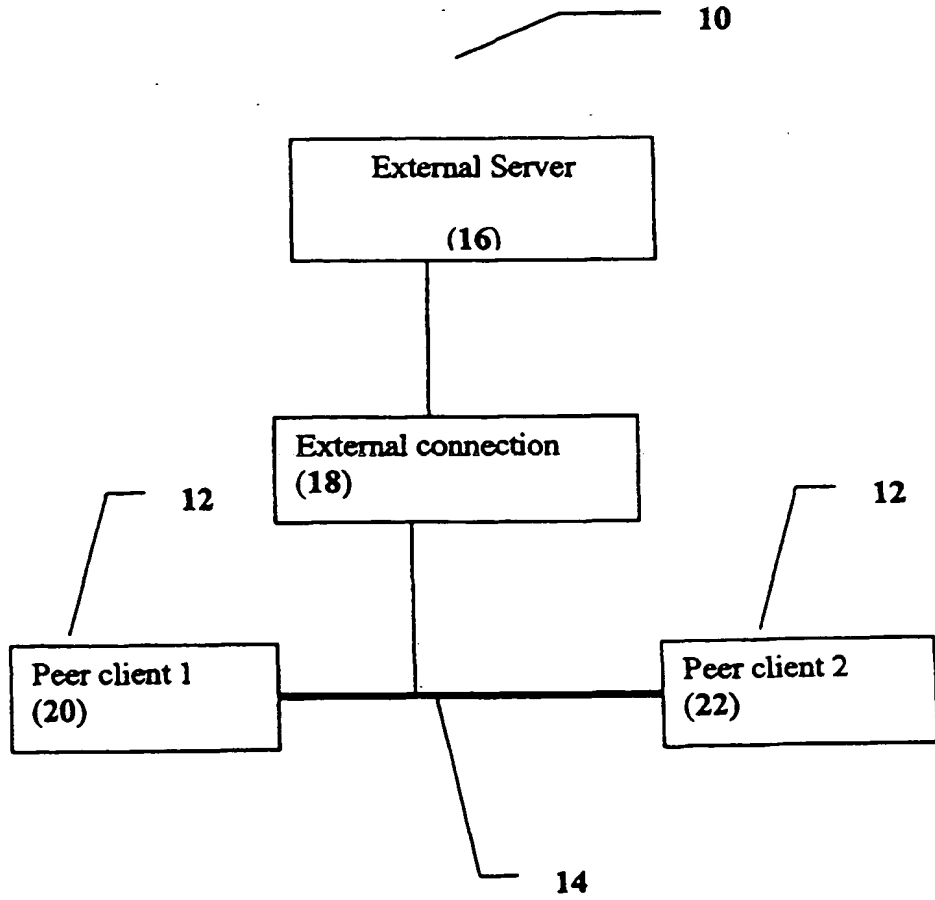 10
External Server
(16)
External connection
(18)
12
12
Peer client 1
(20)
Peer client 2
(22)
14